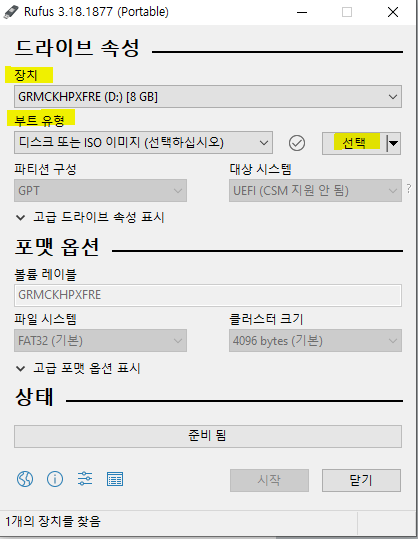 Rufus 3.18.1877 (Portable)
드라이브 속성
장치
GRMCKHPXFRE (D:) [8 GB]
부트 유형
디스크 또는 ISO 이미지 (선택하십시오)
선택
파티션 구성
대상 시스템
GPT
UEFI (CSM 지원 안 됨)
?
고급 드라이브 속성 표시
포맷 옵션
볼륨 레이블
GRMCKHPXFRE
파일 시스템
클러스터 크기
FAT32 (기본)
4096 bytes (기본)
고급 포맷 옵션 표시
상태
준비 됨
시작
닫기
1개의 장치를 찾음